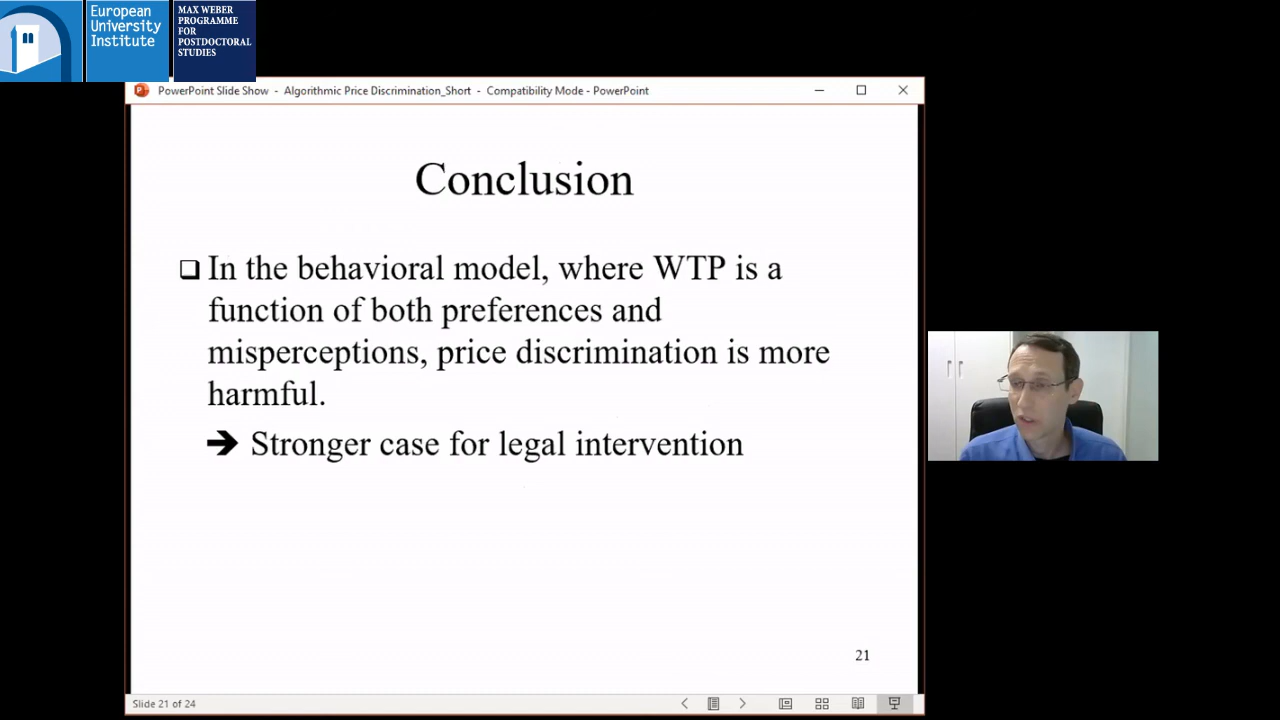 European
University
Institute
MAX WEBER
PROGRAMME
FOR
POSTDOCTORAL
STUDIES
PowerPoint Slide Show - Algorithmic Price Discrimination_Short - Compatibility Mode - PowerPoint
Conclusion
In the behavioral model, where WTP is a
function of both preferences and
misperceptions, price discrimination is more
harmful.
➔ Stronger case for legal intervention
21
Slide 21 of 24